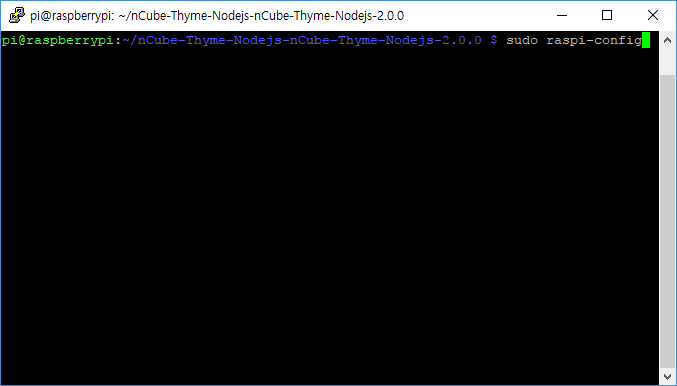 pi@raspberrypi: ~/nCube-Thyme-Nodejs-nCube-Thyme-Nodejs-2.0.0
pi@raspberrypi:~/nCube-Thyme-Nodejs-nCube-Thyme-Nodejs-2.0.0 $ sudo raspi-config